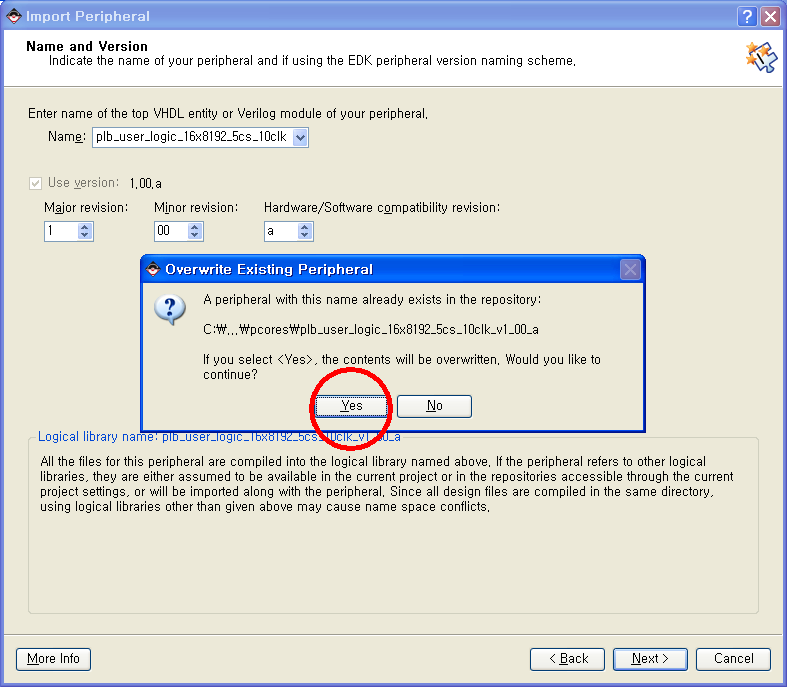 Import Peripheral
Name and Version
Indicate the name of your peripheral and if using the EDK peripheral version naming scheme.
Enter name of the top VHDL entity or Verilog module of your peripheral.
Name: plb_user_logic_16x8192_5cs_10clk
Use version: 1.00.a
Major revision: Minor revision: Hardware/Software compatibility revision:
1 00 a
Overwrite Existing Peripheral
A peripheral with this name already exists in the repository:
C:₩...₩pcores₩plb_user_logic_16x8192_5cs_10clk_v1_00_a
If you select <Yes>, the contents will be overwritten. Would you like to
continue?
Yes No
Logical library name: plb_user_logic_16x8192_5cs_10clk_v1_00_a
All the files for this peripheral are compiled into the logical library named above. If the peripheral refers to other logical
libraries, they are either assumed to be available in the current project or in the repositories accessible through the current
project settings, or will be imported along with the peripheral. Since all design files are compiled in the same directory,
using logical libraries other than given above may cause name space conflicts.
More Info < Back Next > Cancel